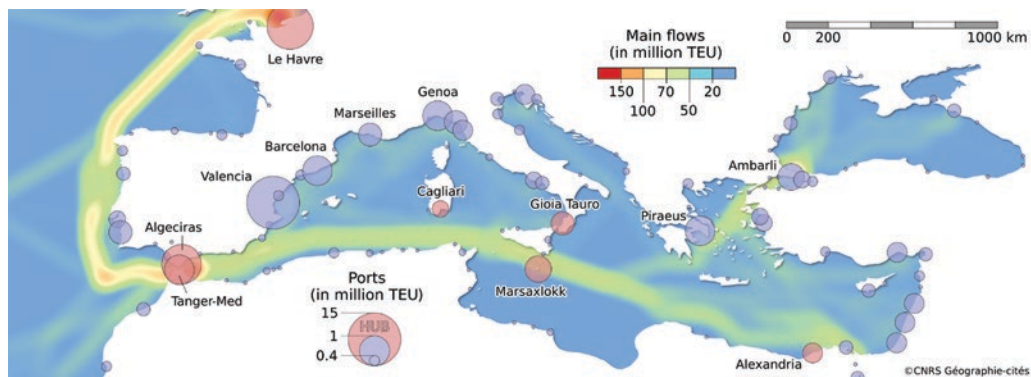 Le Havre
Main flows
(in million TEU)
150
100
70
50
20
0
200
1000 km
Genoa
Marseilles
Barcelona
Valencia
Cagliari
Gioia Tauro
Ambarli
Piraeus
Algeciras
Tanger-Med
Marsaxlokk
Alexandria
Ports
(in million TEU)
15
HUB
1
0.4
©CNRS Géographie-cités